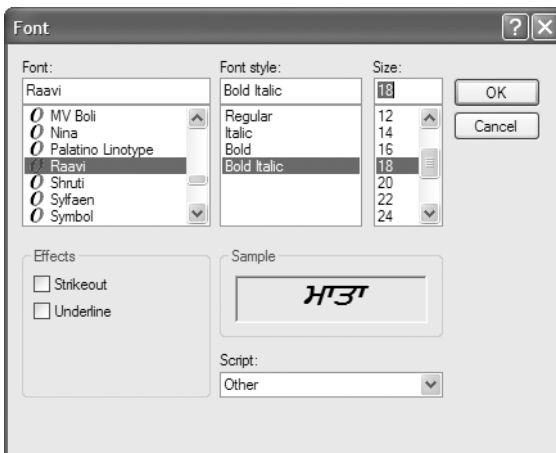 Font
Font:
Raavi
MV Boli
Nina
Palatino Linotype
Raavi
Shruti
Sylfaen
Symbol
Font style:
Bold Italic
Regular
Italic
Bold
Bold Italic
Size:
18
12
14
16
18
20
22
24
OK
Cancel
Effects
Strikeout
Underline
Sample
ਮਾਤਾ
Script:
Other